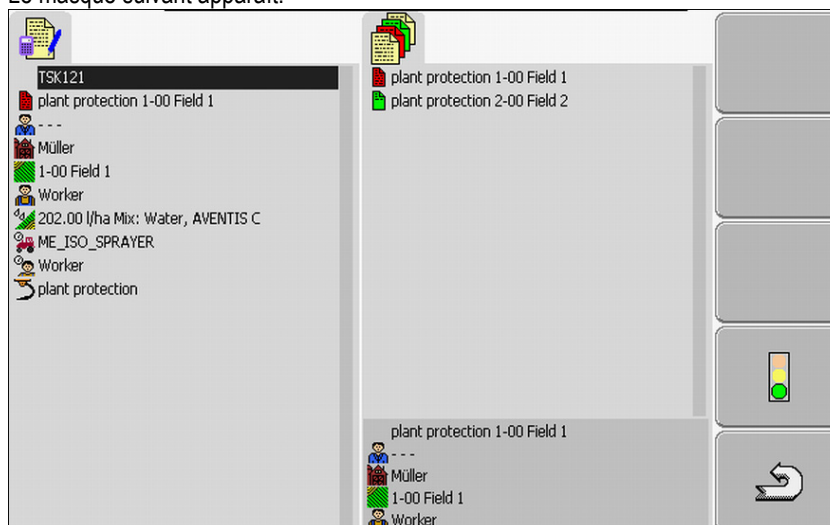 Le masque suivant apparaît:
TSK121
plant protection 1-00 Field 1
---
Müller
1-00 Field 1
Worker
202.00 l/ha Mix: Water, AVENTIS C
ME_ISO_SPRAYER
Worker
plant protection
plant protection 1-00 Field 1
plant protection 2-00 Field 2
plant protection 1-00 Field 1
---
Müller
1-00 Field 1
Worker